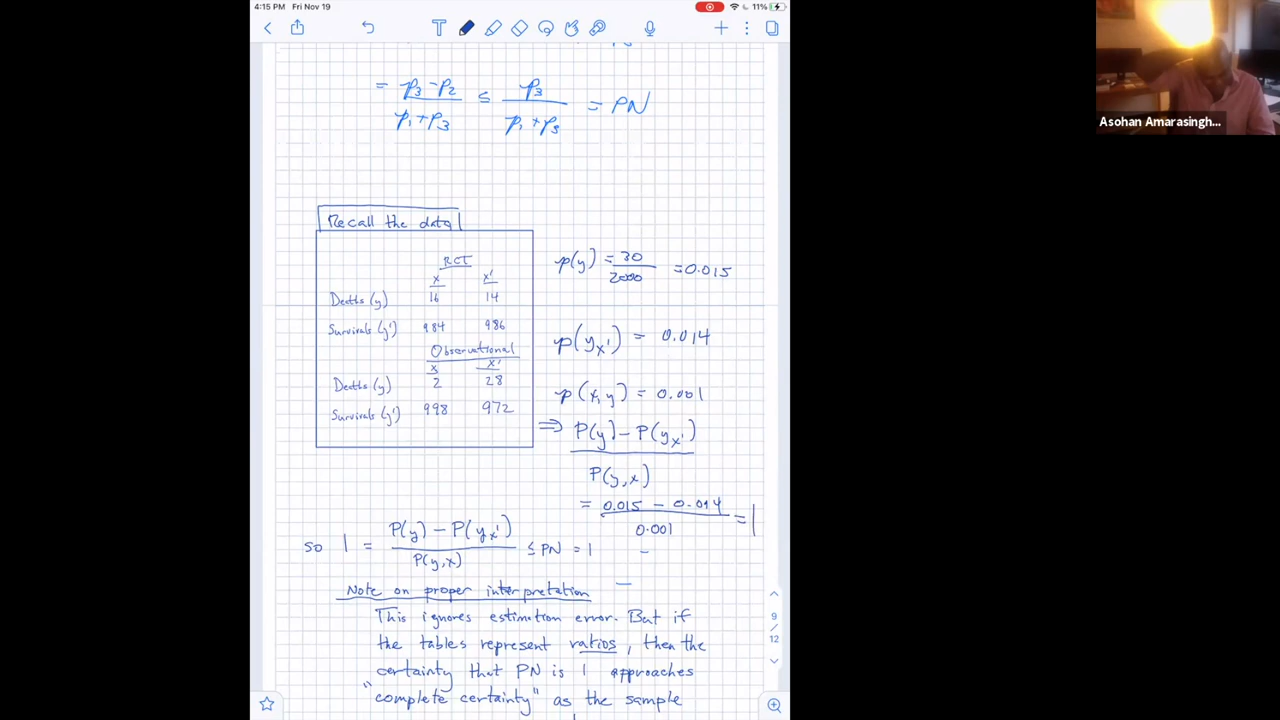 4:15 PM Fri Nov 19
11%
T
= p3 - p2 / p1 + p3 ≤ p3 / p1 + p3 = PN
Recall the data
RCT
x x'
Deaths (y) 16 14
Survivals (y') 984 986
Observational
x x'
Deaths (y) 2 28
Survivals (y') 998 972
p(y) = 30 / 2000 = 0.015
p(yx') = 0.014
p(x,y) = 0.001
⇒ P(y) - P(yx') / P(y,x)
= 0.015 - 0.014 / 0.001 = 1
so 1 = P(y) - P(yx') / P(y,x) ≤ PN = 1
Note on proper interpretation
This ignores estimation error. But if
the tables represent ratios, then the
certainty that PN is 1 approaches
"complete certainty" as the sample
9
/
12
Asohan Amarasingh...